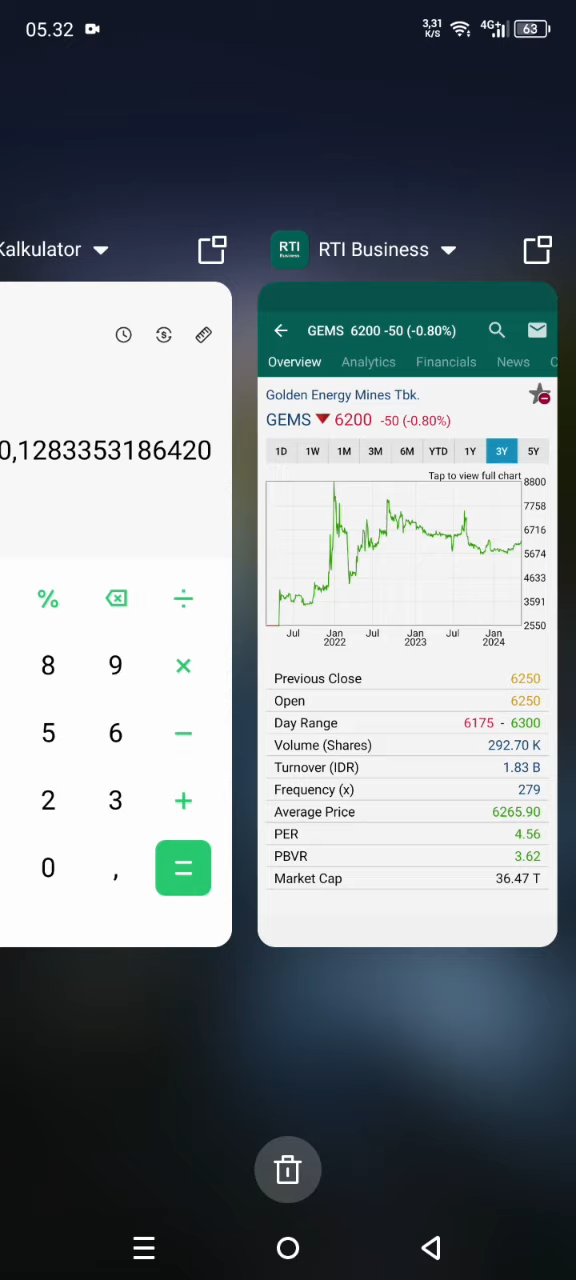 05.32
3,31
K/S
4G+
63
Kalkulator
RTI
Business
RTI Business
0,1283353186420
%
÷
8 9 ×
5 6 −
2 3 +
0 , =
GEMS 6200 -50 (-0.80%)
Overview Analytics Financials News C
Golden Energy Mines Tbk.
GEMS 6200 -50 (-0.80%)
1D 1W 1M 3M 6M YTD 1Y 3Y 5Y
Tap to view full chart
8800
7758
6716
5674
4633
3591
2550
Jul Jan Jul Jan Jul Jan
2022 2023 2024
Previous Close 6250
Open 6250
Day Range 6175 - 6300
Volume (Shares) 292.70 K
Turnover (IDR) 1.83 B
Frequency (x) 279
Average Price 6265.90
PER 4.56
PBVR 3.62
Market Cap 36.47 T